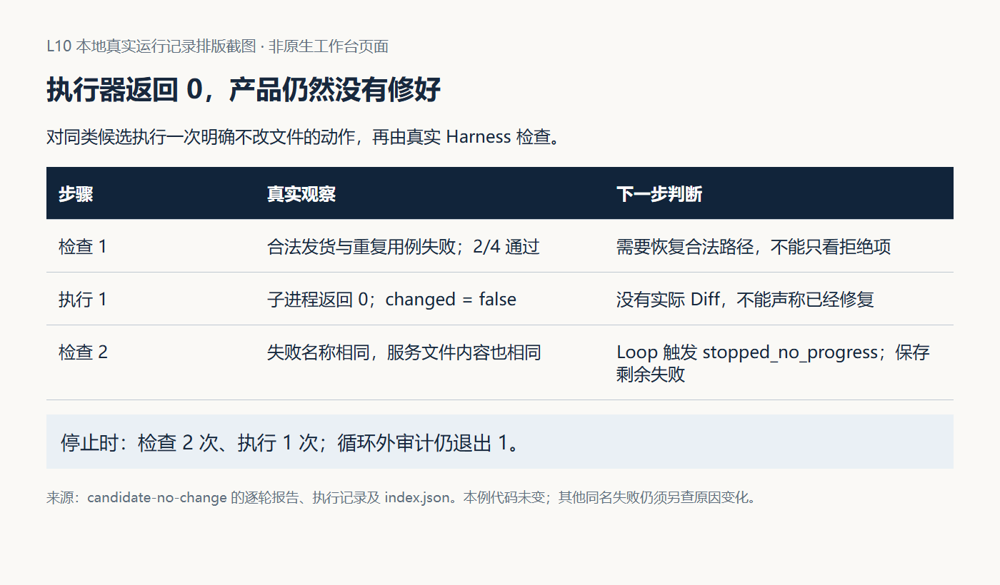 L10 本地真实运行记录排版截图 · 非原生工作台页面
执行器返回 0，产品仍然没有修好
对同类候选执行一次明确不改文件的动作，再由真实 Harness 检查。
步骤 真实观察 下一步判断
检查 1 合法发货与重复用例失败；2/4 通过 需要恢复合法路径，不能只看拒绝项
执行 1 子进程返回 0；changed = false 没有实际 Diff，不能声称已经修复
检查 2 失败名称相同，服务文件内容也相同 Loop 触发 stopped_no_progress；保存
剩余失败
停止时：检查 2 次、执行 1 次；循环外审计仍退出 1。
来源：candidate-no-change 的逐轮报告、执行记录及 index.json。本例代码未变；其他同名失败仍须另查原因变化。